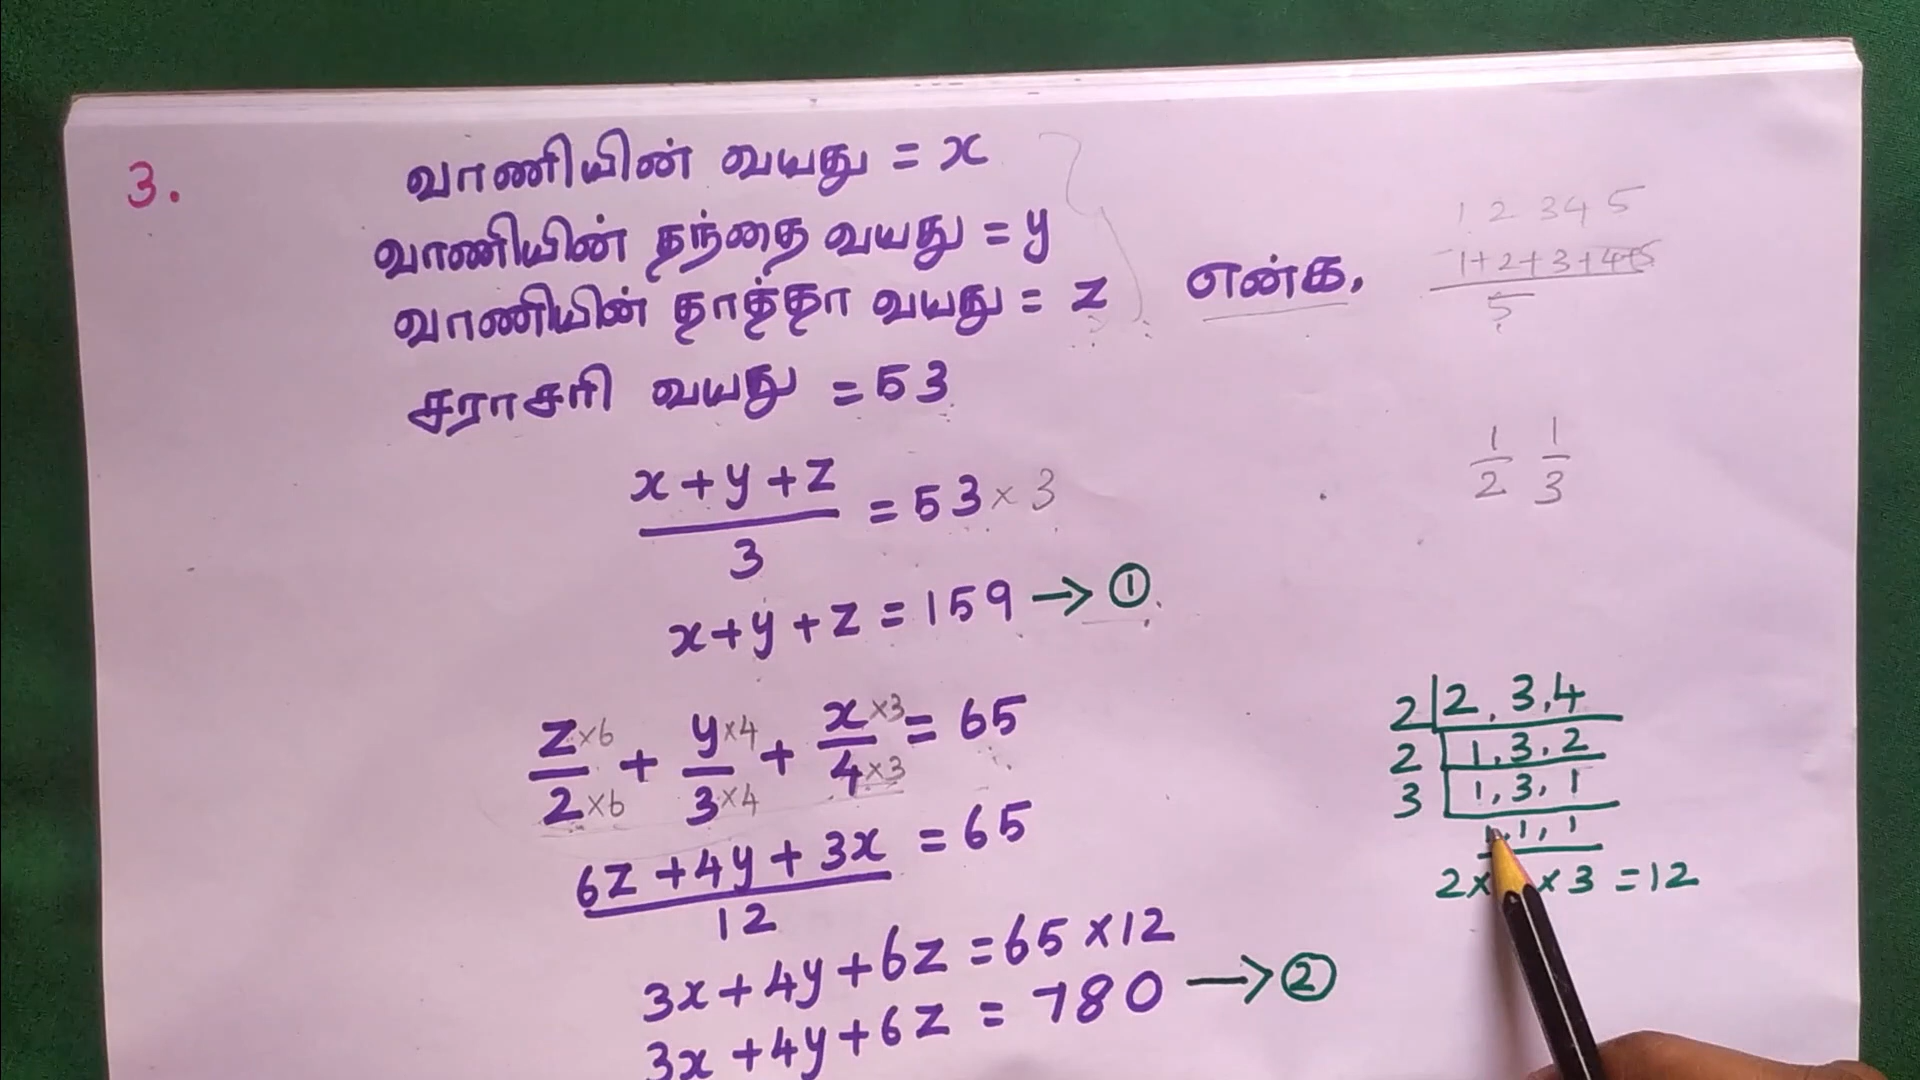 3.
வாணியின் வயது = x
வாணியின் தந்தை வயது = y
வாணியின் தாத்தா வயது = z
என்க.
சராசரி வயது = 53
x + y + z
3
= 53 × 3
x + y + z = 159 → ①
z ×6 / 2 ×6 + y ×4 / 3 ×4 + x ×3 / 4 ×3 = 65
6z + 4y + 3x
12
= 65
3x + 4y + 6z = 65 × 12
3x + 4y + 6z = 780 → ②
1 2 3 4 5
1+2+3+4+5
5
1/2 1/3
2 | 2, 3, 4
2 | 1, 3, 2
3 | 1, 3, 1
1, 1, 1
2 × × 3 = 12